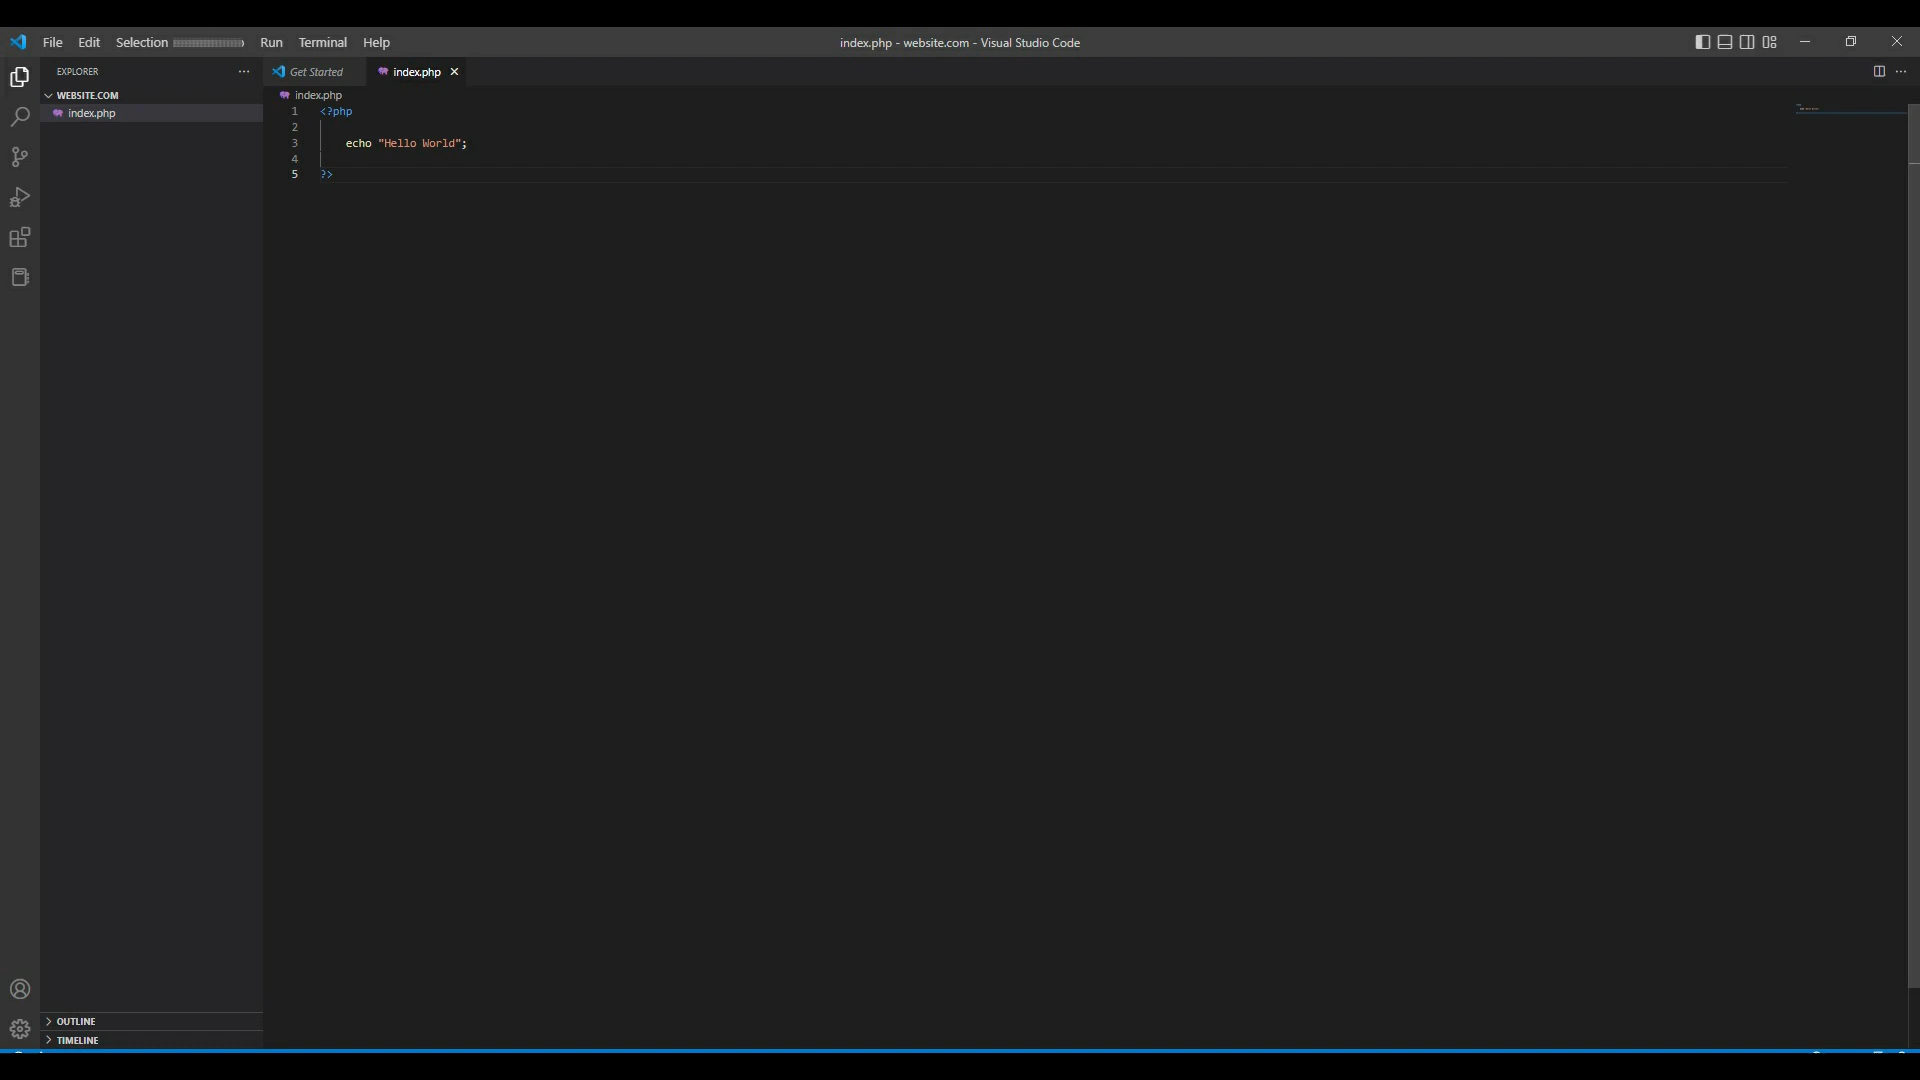 File Edit Selection Run Terminal Help
index.php - website.com - Visual Studio Code
EXPLORER
Get Started
index.php
WEBSITE.COM
index.php
index.php
1 <?php
2
3 echo "Hello World";
4
5 ?>
OUTLINE
TIMELINE